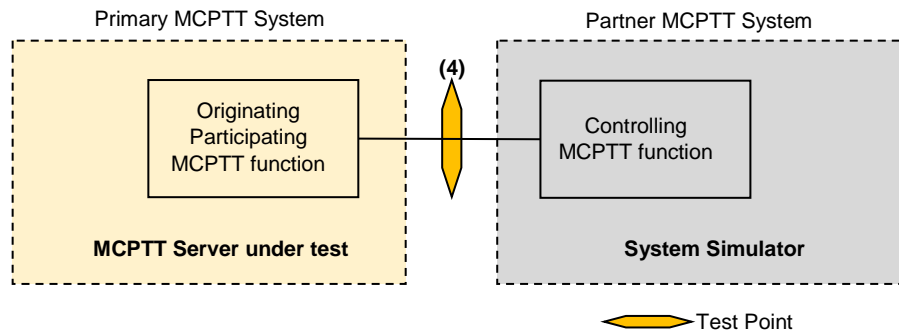 Primary MCPTT System
Partner MCPTT System
(4)
Originating
Participating
MCPTT function
Controlling
MCPTT function
MCPTT Server under test
System Simulator
Test Point